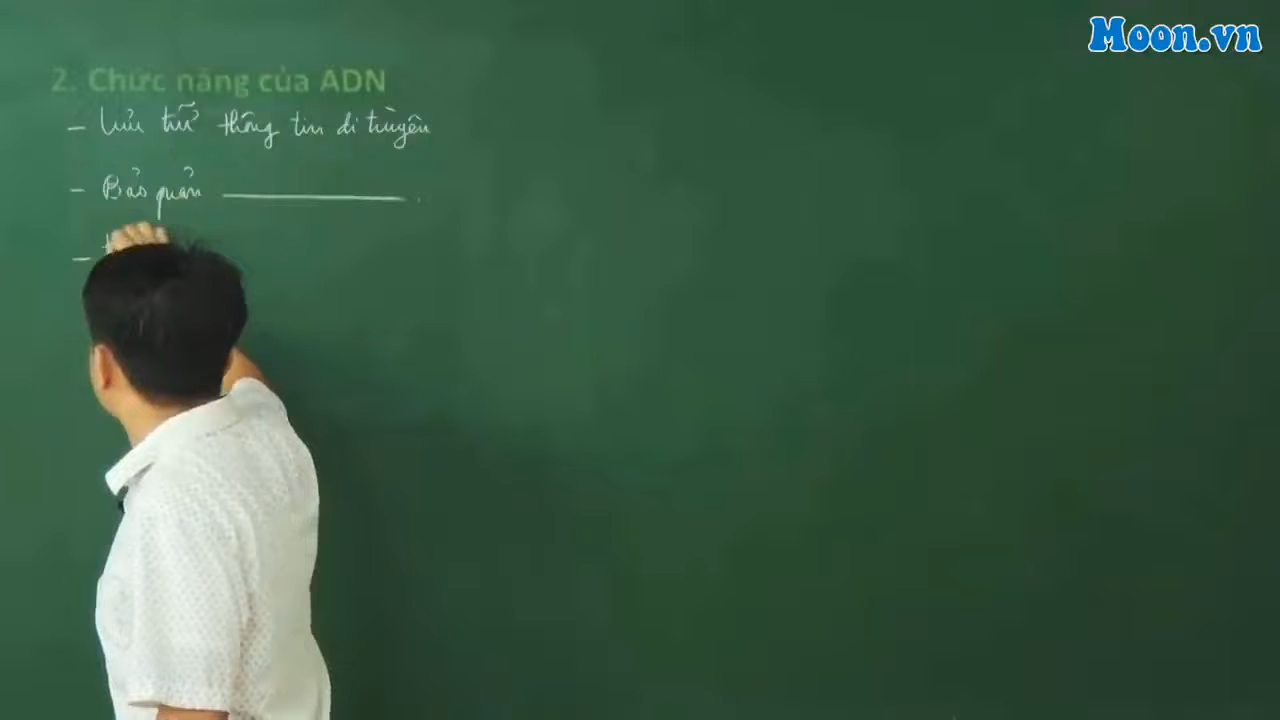 Moon.vn
2. Chức năng của ADN
- Lưu trữ thông tin di truyền
- Bảo quản ———.
-